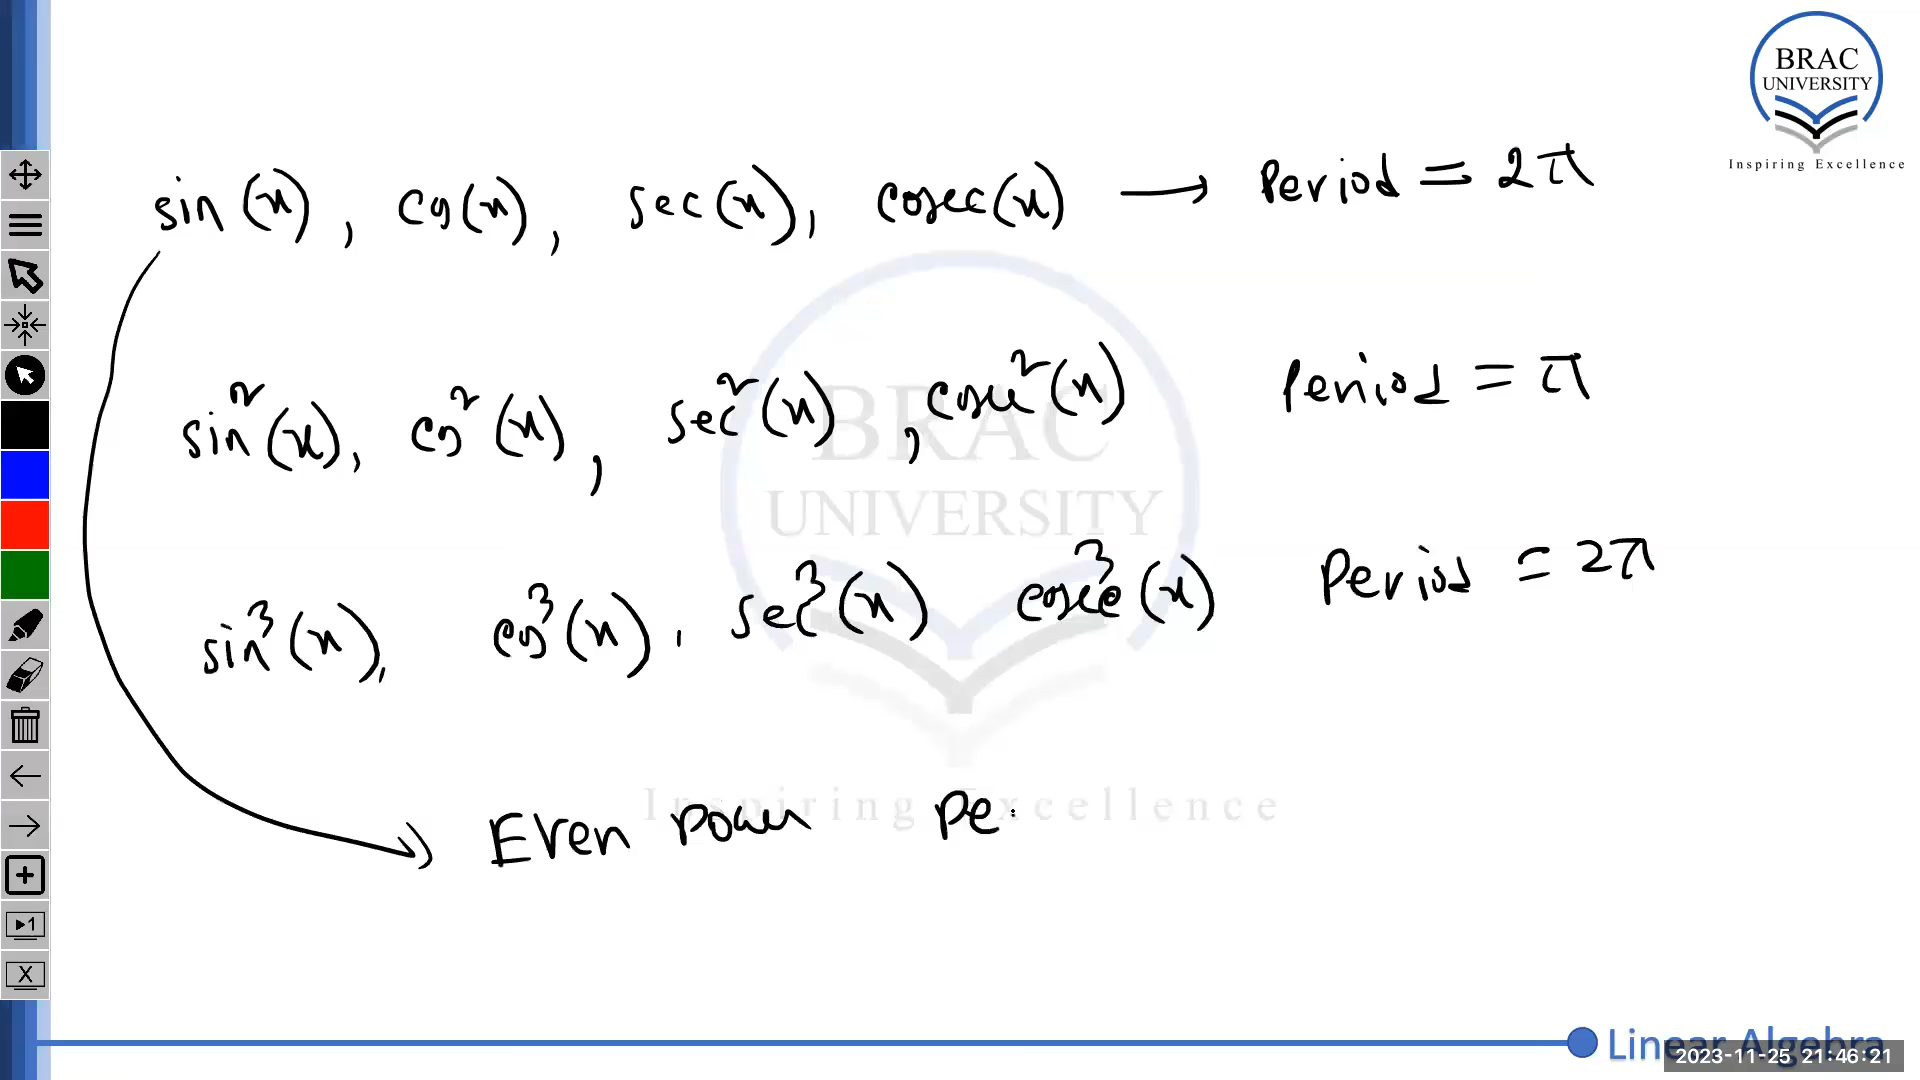 BRAC
UNIVERSITY
Inspiring Excellence
sin(x), cos(x), sec(x), cosec(x) → Period = 2π
sin²(x), cos²(x), sec²(x), cosec²(x) Period = π
sin³(x), cos³(x), sec³(x) cosec³(x) Period = 2π
Even power Pe
BRAC
UNIVERSITY
Inspiring Excellence
Linear Algebra
2023-11-25 21:46:21